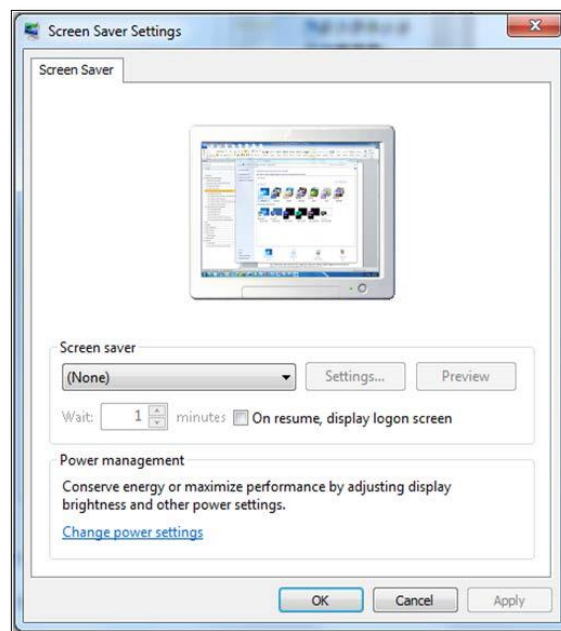 Screen Saver Settings
Screen Saver
Screen saver
(None)
Settings...
Preview
Wait: 1 minutes On resume, display logon screen
Power management
Conserve energy or maximize performance by adjusting display
brightness and other power settings.
Change power settings
OK
Cancel
Apply